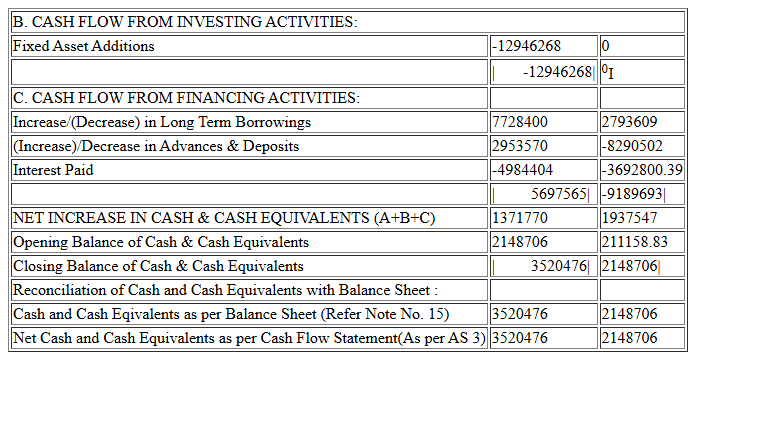 B. CASH FLOW FROM INVESTING ACTIVITIES:
Fixed Asset Additions -12946268 0
| -12946268| 0
C. CASH FLOW FROM FINANCING ACTIVITIES:
Increase/(Decrease) in Long Term Borrowings 7728400 2793609
(Increase)/Decrease in Advances & Deposits 2953570 -8290502
Interest Paid -4984404 -3692800.39
| 5697565| -9189693|
NET INCREASE IN CASH & CASH EQUIVALENTS (A+B+C) 1371770 1937547
Opening Balance of Cash & Cash Equivalents 2148706 211158.83
Closing Balance of Cash & Cash Equivalents | 3520476| 2148706|
Reconciliation of Cash and Cash Equivalents with Balance Sheet :
Cash and Cash Eqivalents as per Balance Sheet (Refer Note No. 15) 3520476 2148706
Net Cash and Cash Equivalents as per Cash Flow Statement(As per AS 3) 3520476 2148706